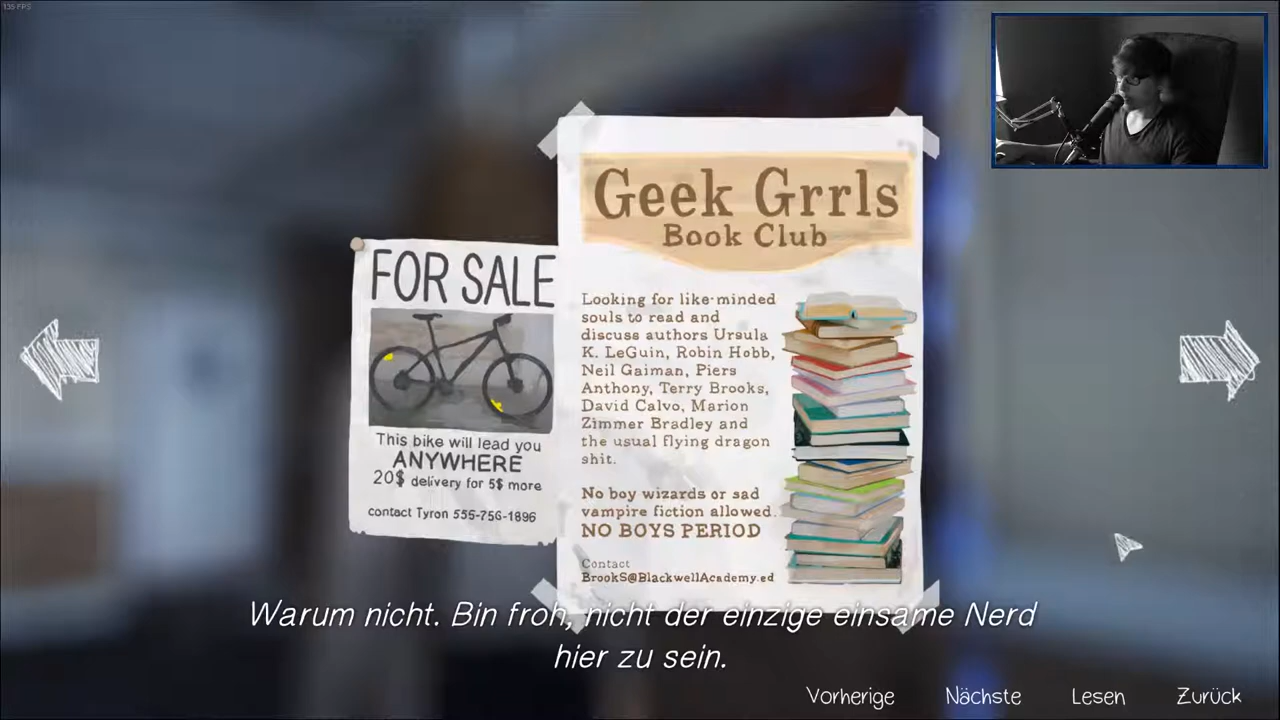 135 FPS
FOR SALE
This bike will lead you
ANYWHERE
20$ delivery for 5$ more
contact Tyron 555-756-1896
Geek Grrls
Book Club
Looking for like-minded
souls to read and
discuss authors Ursula
K. LeGuin, Robin Hobb,
Neil Gaiman, Piers
Anthony, Terry Brooks,
David Calvo, Marion
Zimmer Bradley and
the usual flying dragon
shit.
No boy wizards or sad
vampire fiction allowed.
NO BOYS PERIOD
Contact
BrookS@BlackwellAcademy.ed
Warum nicht. Bin froh, nicht der einzige einsame Nerd
hier zu sein.
Vorherige Nächste Lesen Zurück